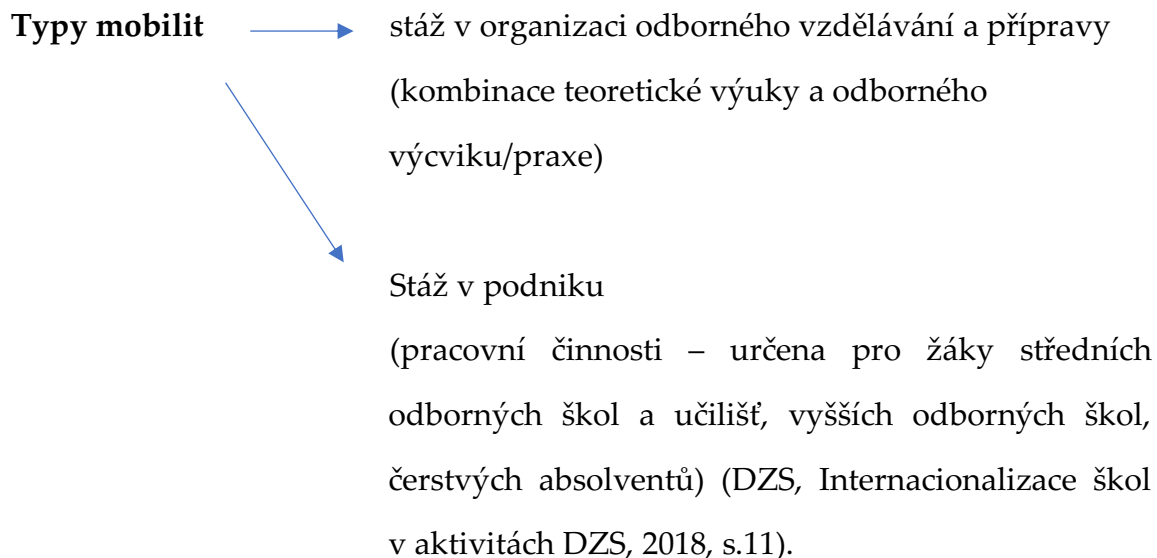 Typy mobilit stáž v organizaci odborného vzdělávání a přípravy
(kombinace teoretické výuky a odborného
výcviku/praxe)
Stáž v podniku
(pracovní činnosti – určena pro žáky středních
odborných škol a učilišť, vyšších odborných škol,
čerstvých absolventů) (DZS, Internacionalizace škol
v aktivitách DZS, 2018, s.11).